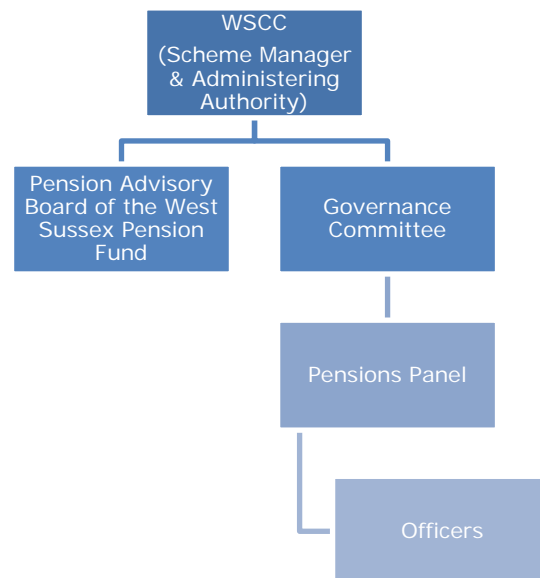 WSCC
(Scheme Manager
& Administering
Authority)
Pension Advisory
Board of the West
Sussex Pension
Fund
Governance
Committee
Pensions Panel
Officers